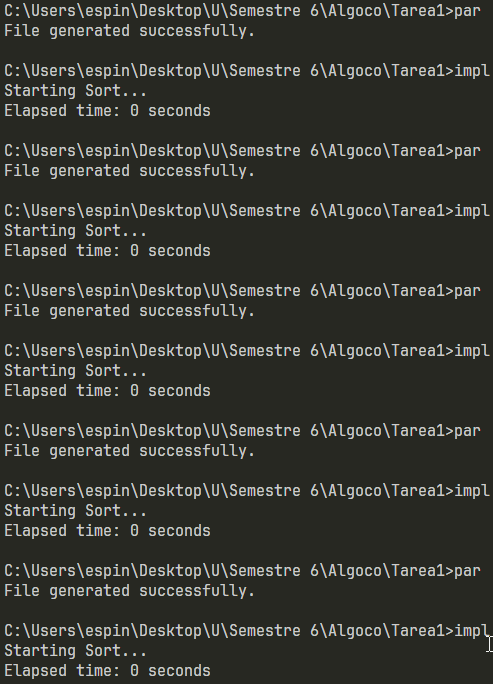 C:\Users\espin\Desktop\U\Semestre 6\Algoco\Tarea1>par
File generated successfully.
C:\Users\espin\Desktop\U\Semestre 6\Algoco\Tarea1>impl
Starting Sort...
Elapsed time: 0 seconds
C:\Users\espin\Desktop\U\Semestre 6\Algoco\Tarea1>par
File generated successfully.
C:\Users\espin\Desktop\U\Semestre 6\Algoco\Tarea1>impl
Starting Sort...
Elapsed time: 0 seconds
C:\Users\espin\Desktop\U\Semestre 6\Algoco\Tarea1>par
File generated successfully.
C:\Users\espin\Desktop\U\Semestre 6\Algoco\Tarea1>impl
Starting Sort...
Elapsed time: 0 seconds
C:\Users\espin\Desktop\U\Semestre 6\Algoco\Tarea1>par
File generated successfully.
C:\Users\espin\Desktop\U\Semestre 6\Algoco\Tarea1>impl
Starting Sort...
Elapsed time: 0 seconds
C:\Users\espin\Desktop\U\Semestre 6\Algoco\Tarea1>par
File generated successfully.
C:\Users\espin\Desktop\U\Semestre 6\Algoco\Tarea1>impl
Starting Sort...
Elapsed time: 0 seconds